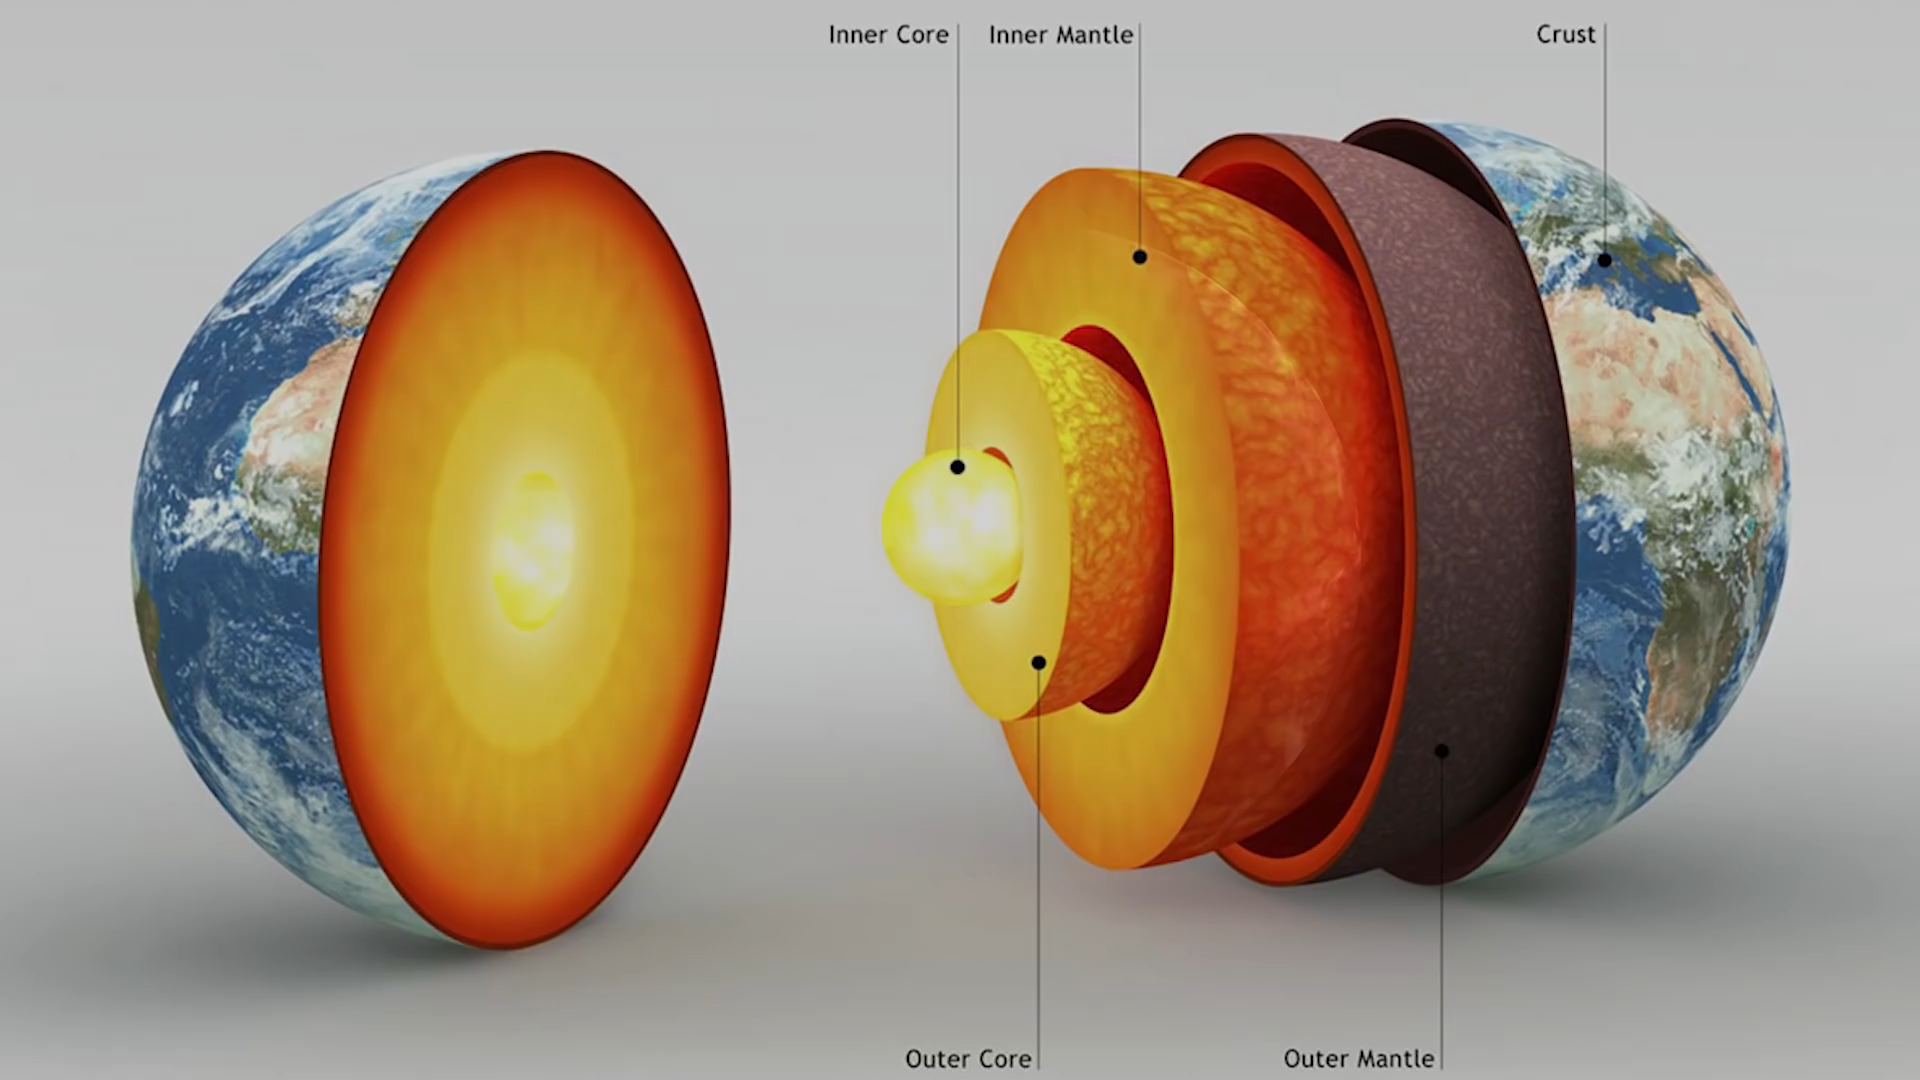 Inner Core
Inner Mantle
Crust
Outer Core
Outer Mantle